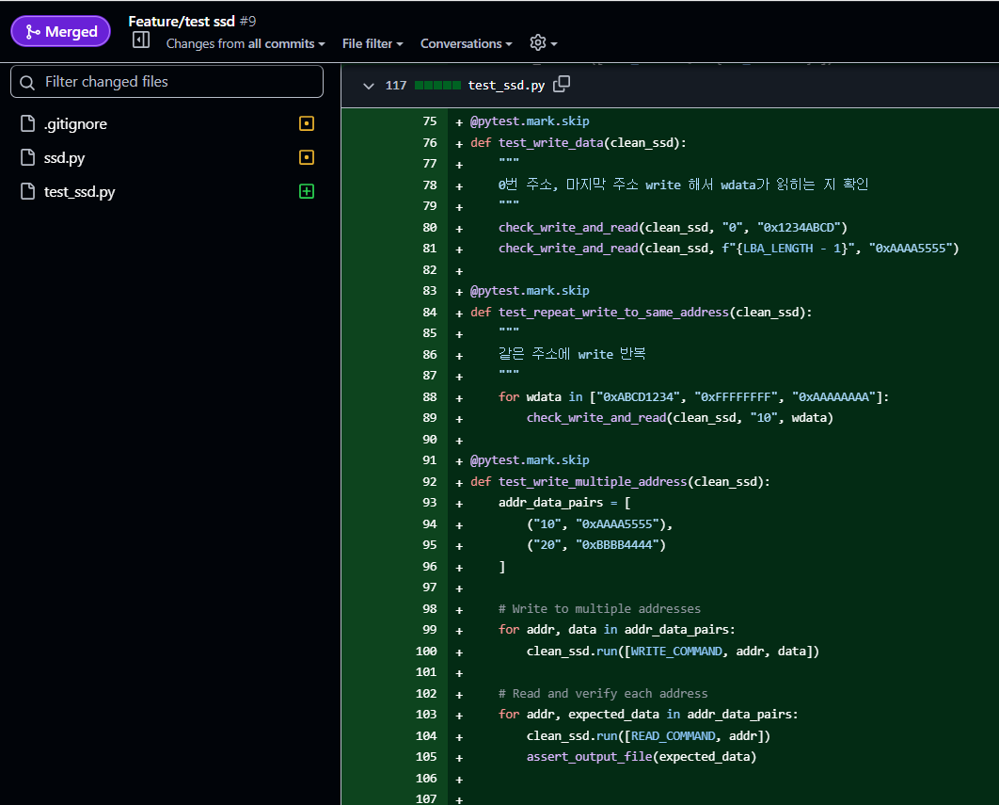 Merged
Feature/test ssd #9
Changes from all commits
File filter
Conversations
Filter changed files
.gitignore
ssd.py
test_ssd.py
117 test_ssd.py
75 + @pytest.mark.skip
76 + def test_write_data(clean_ssd):
77 +     """
78 +     0번 주소, 마지막 주소 write 해서 wdata가 읽히는 지 확인
79 +     """
80 +     check_write_and_read(clean_ssd, "0", "0x1234ABCD")
81 +     check_write_and_read(clean_ssd, f"{LBA_LENGTH - 1}", "0xAAAA5555")
82 +
83 + @pytest.mark.skip
84 + def test_repeat_write_to_same_address(clean_ssd):
85 +     """
86 +     같은 주소에 write 반복
87 +     """
88 +     for wdata in ["0xABCD1234", "0xFFFFFFFF", "0xAAAAAAAA"]:
89 +         check_write_and_read(clean_ssd, "10", wdata)
90 +
91 + @pytest.mark.skip
92 + def test_write_multiple_address(clean_ssd):
93 +     addr_data_pairs = [
94 +         ("10", "0xAAAA5555"),
95 +         ("20", "0xBBBB4444")
96 +     ]
97 +
98 +     # Write to multiple addresses
99 +     for addr, data in addr_data_pairs:
100 +         clean_ssd.run([WRITE_COMMAND, addr, data])
101 +
102 +     # Read and verify each address
103 +     for addr, expected_data in addr_data_pairs:
104 +         clean_ssd.run([READ_COMMAND, addr])
105 +         assert_output_file(expected_data)
106 +
107 +